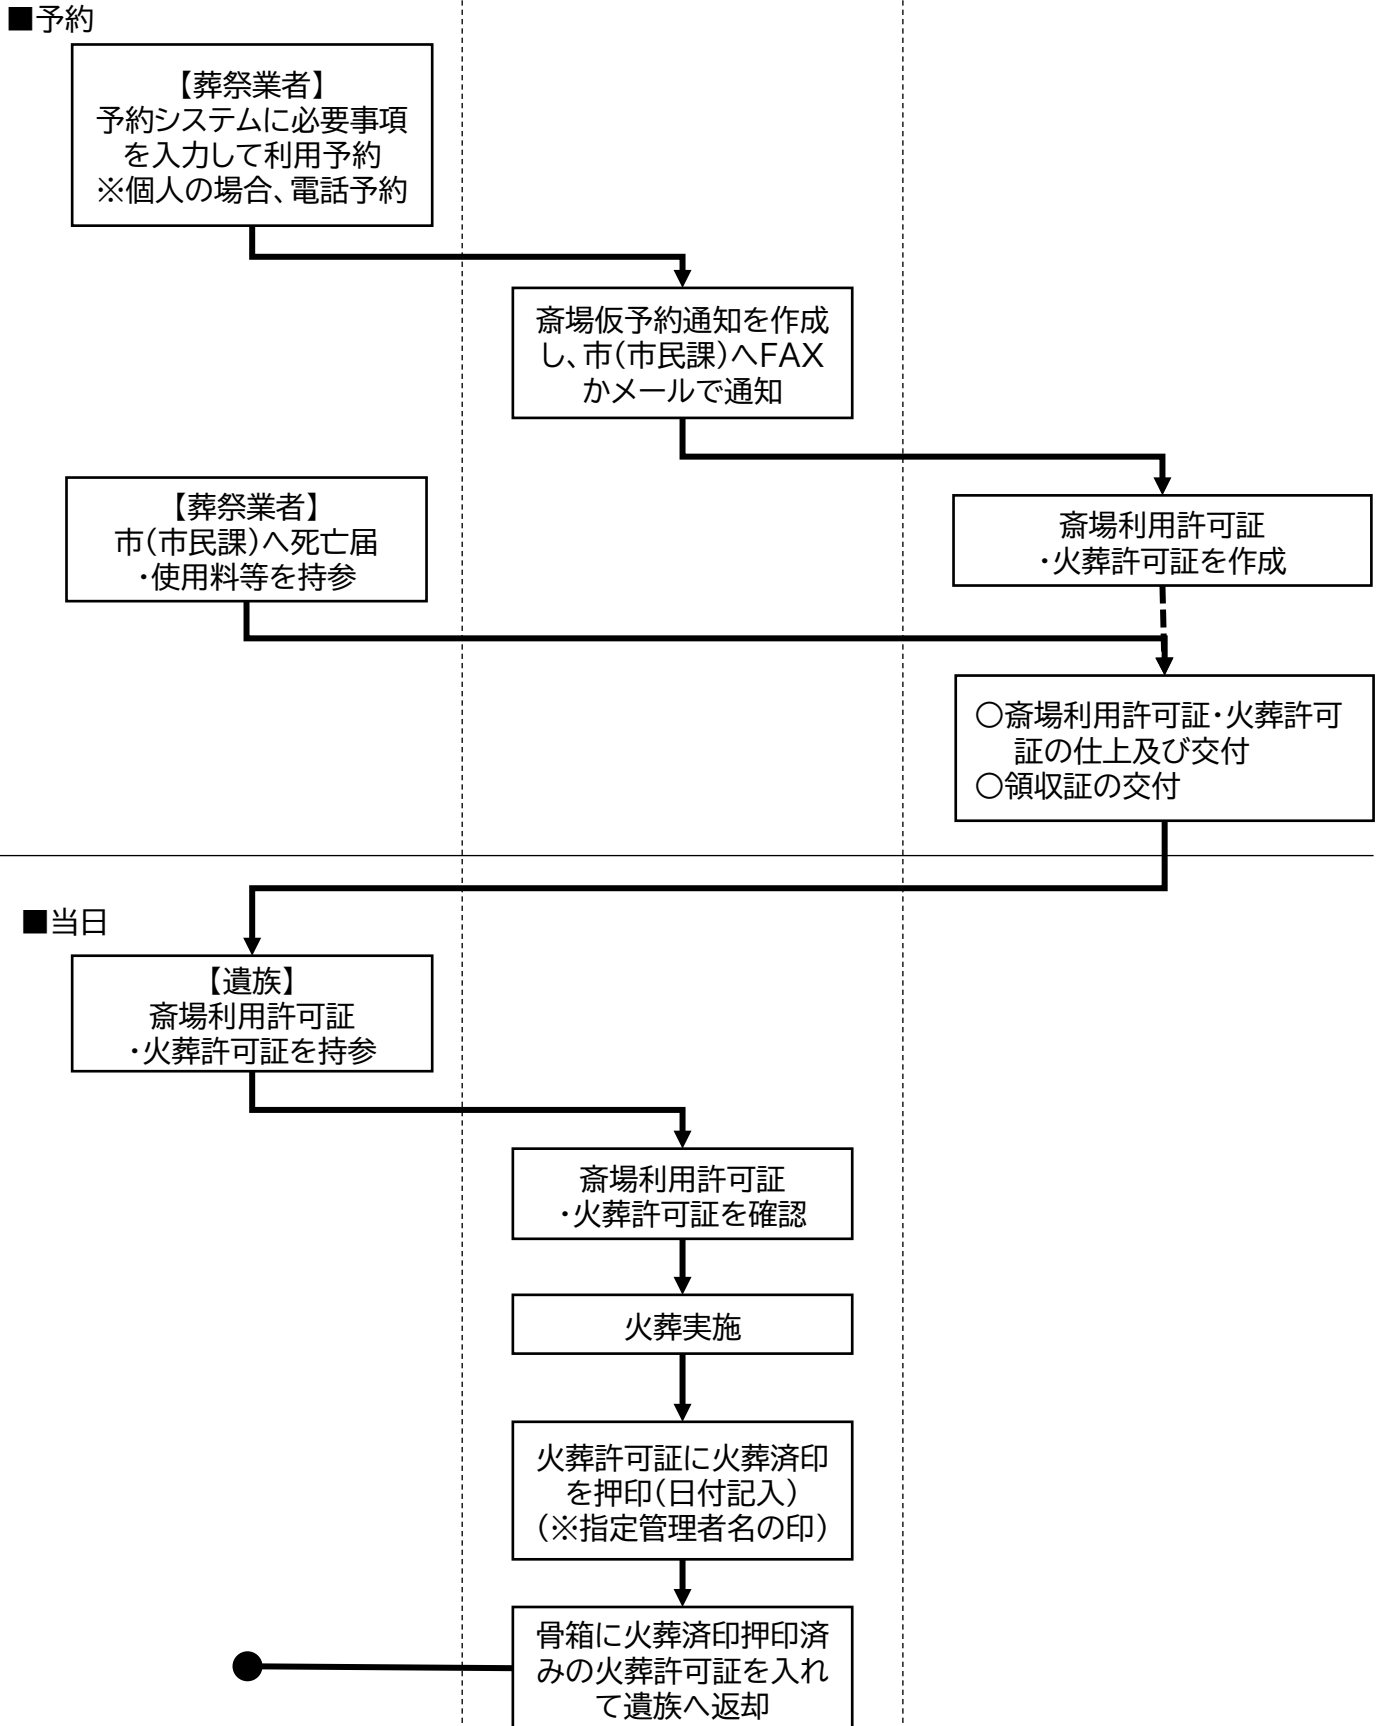 ■予約
【葬祭業者】
予約システムに必要事項
を入力して利用予約
※個人の場合、電話予約
斎場仮予約通知を作成
し、市(市民課)へFAX
かメールで通知
【葬祭業者】
市(市民課)へ死亡届
・使用料等を持参
斎場利用許可証
・火葬許可証を作成
○斎場利用許可証・火葬許可
証の仕上及び交付
○領収証の交付
■当日
【遺族】
斎場利用許可証
・火葬許可証を持参
斎場利用許可証
・火葬許可証を確認
火葬実施
火葬許可証に火葬済印
を押印(日付記入)
(※指定管理者名の印)
骨箱に火葬済印押印済
みの火葬許可証を入れ
て遺族へ返却